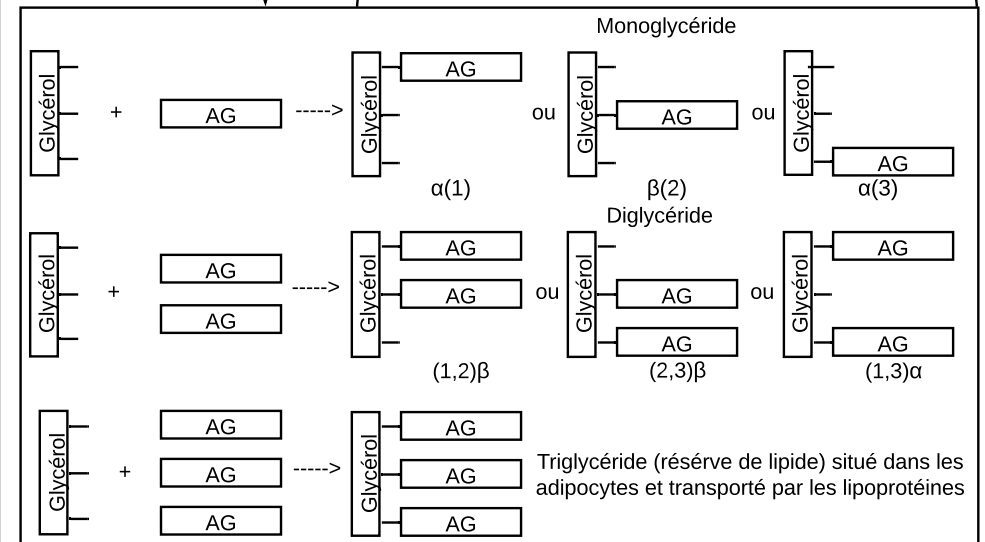 Monoglycéride
Glycérol + AG -----> Glycérol AG ou Glycérol AG ou Glycérol AG
α(1) β(2) α(3)
Diglycéride
Glycérol + AG AG -----> Glycérol AG AG ou Glycérol AG AG ou Glycérol AG AG
(1,2)β (2,3)β (1,3)α
Glycérol + AG AG AG -----> Glycérol AG AG AG
Triglycéride (résérve de lipide) situé dans les
adipocytes et transporté par les lipoprotéines